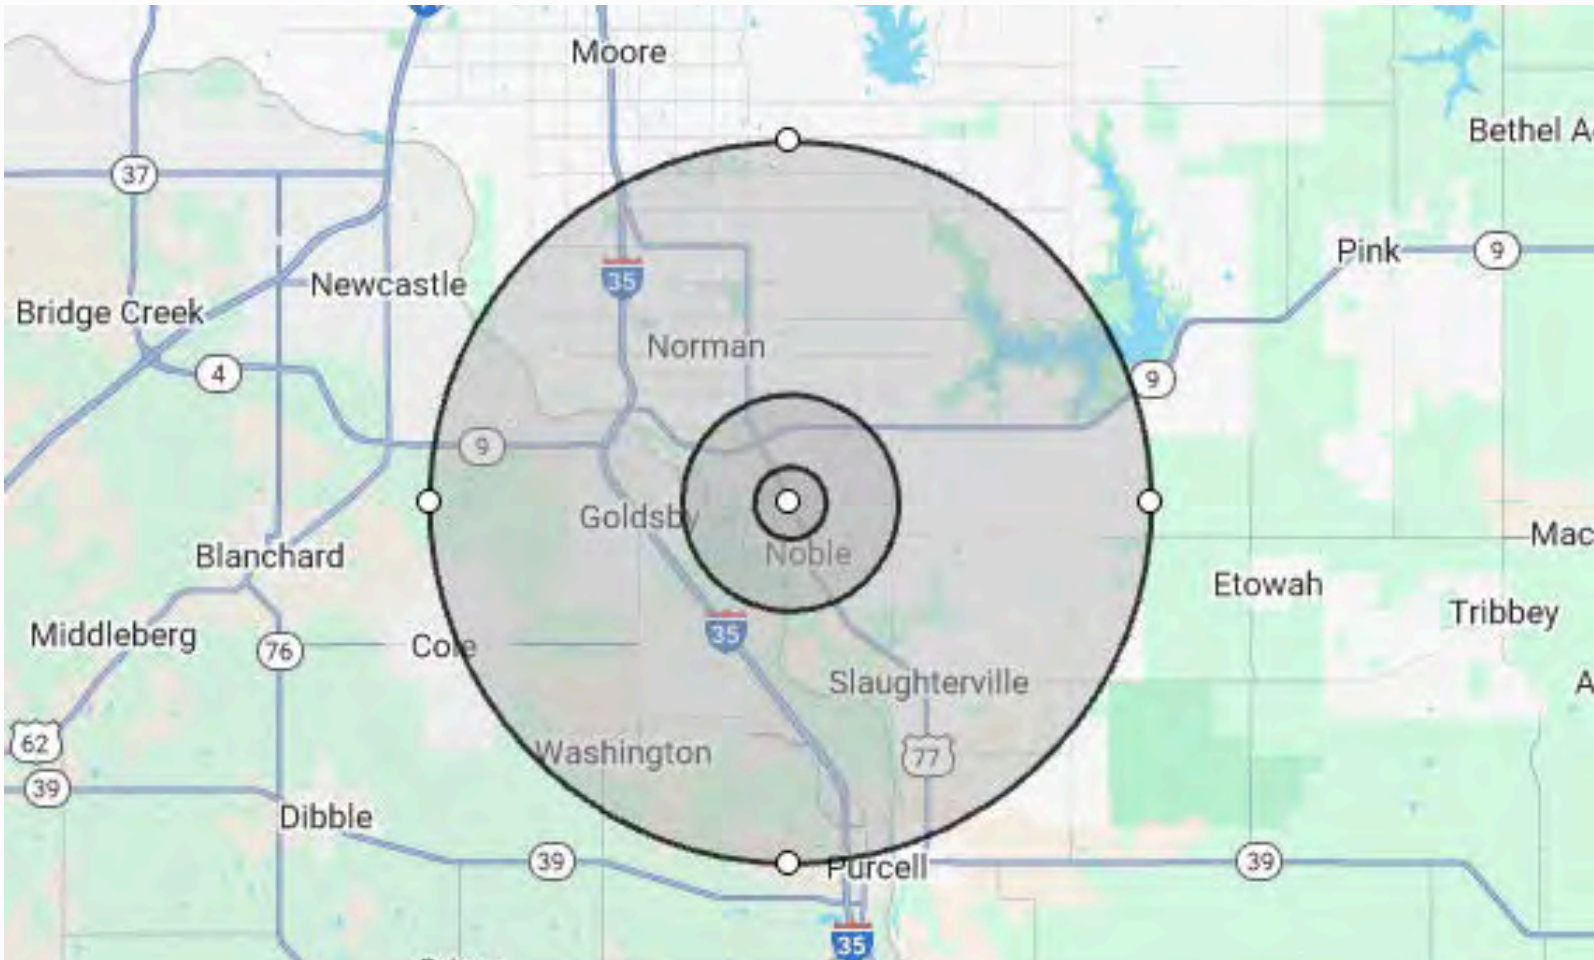 Moore
Bethel A
37
Pink
9
35
Newcastle
Bridge Creek
Norman
4
9
9
Goldsby
Mac
Noble
Blanchard
Etowah
Tribbey
Middleberg
35
Cole
76
Slaughterville
A
62
Washington
77
39
Dibble
39
Purcell
39
35